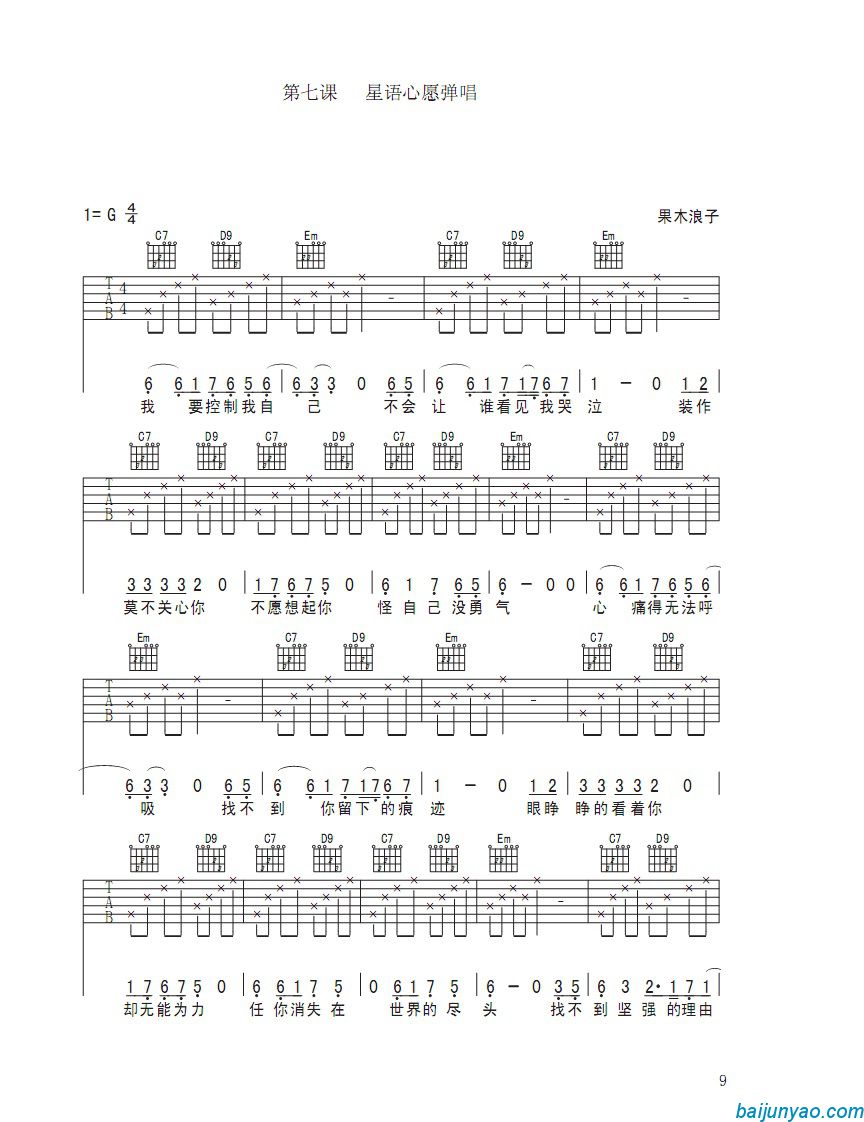 第七课 星语心愿弹唱
1= G 4/4 果木浪子
C7 D9 Em C7 D9 Em
T A B 4 4
6 6 1 7 6 5 6 6 3 3 0 6 5 6 6 1 7 1 7 6 7 1 - 0 1 2
我 要控制我自 己 不会 让 谁看见 我哭 泣 装作
C7 D9 C7 D9 C7 D9 Em C7 D9
T A B
3 3 3 3 2 0 1 7 6 7 5 0 6 1 7 6 5 6 - 0 0 6 6 1 7 6 5 6
莫不关心你 不愿想起你 怪 自 己 没勇 气 心 痛得无法呼
Em C7 D9 Em C7 D9
T A B
6 3 3 0 6 5 6 6 1 7 1 7 6 7 1 - 0 1 2 3 3 3 3 2 0
吸 找不 到 你留下 的痕 迹 眼睁 睁的看着你
C7 D9 C7 D9 C7 D9 Em C7 D9
T A B
1 7 6 7 5 0 6 6 1 7 5 0 6 1 7 5 6 - 0 3 5 6 3 2· 1 7 1
却无能为力 任 你消失 在 世界的 尽 头 找不 到 坚 强 的理由
9
baijunyao.com